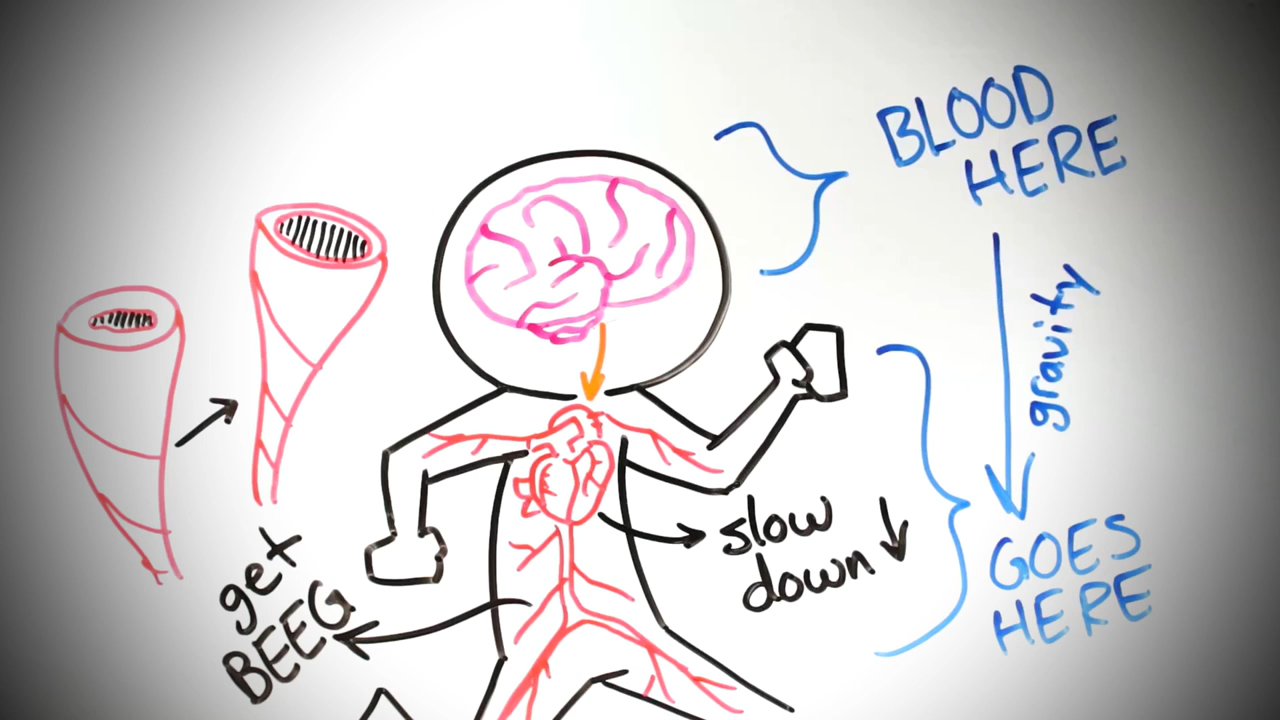 BLOOD
HERE
gravity
GOES
HERE
slow
down
get
BEEG